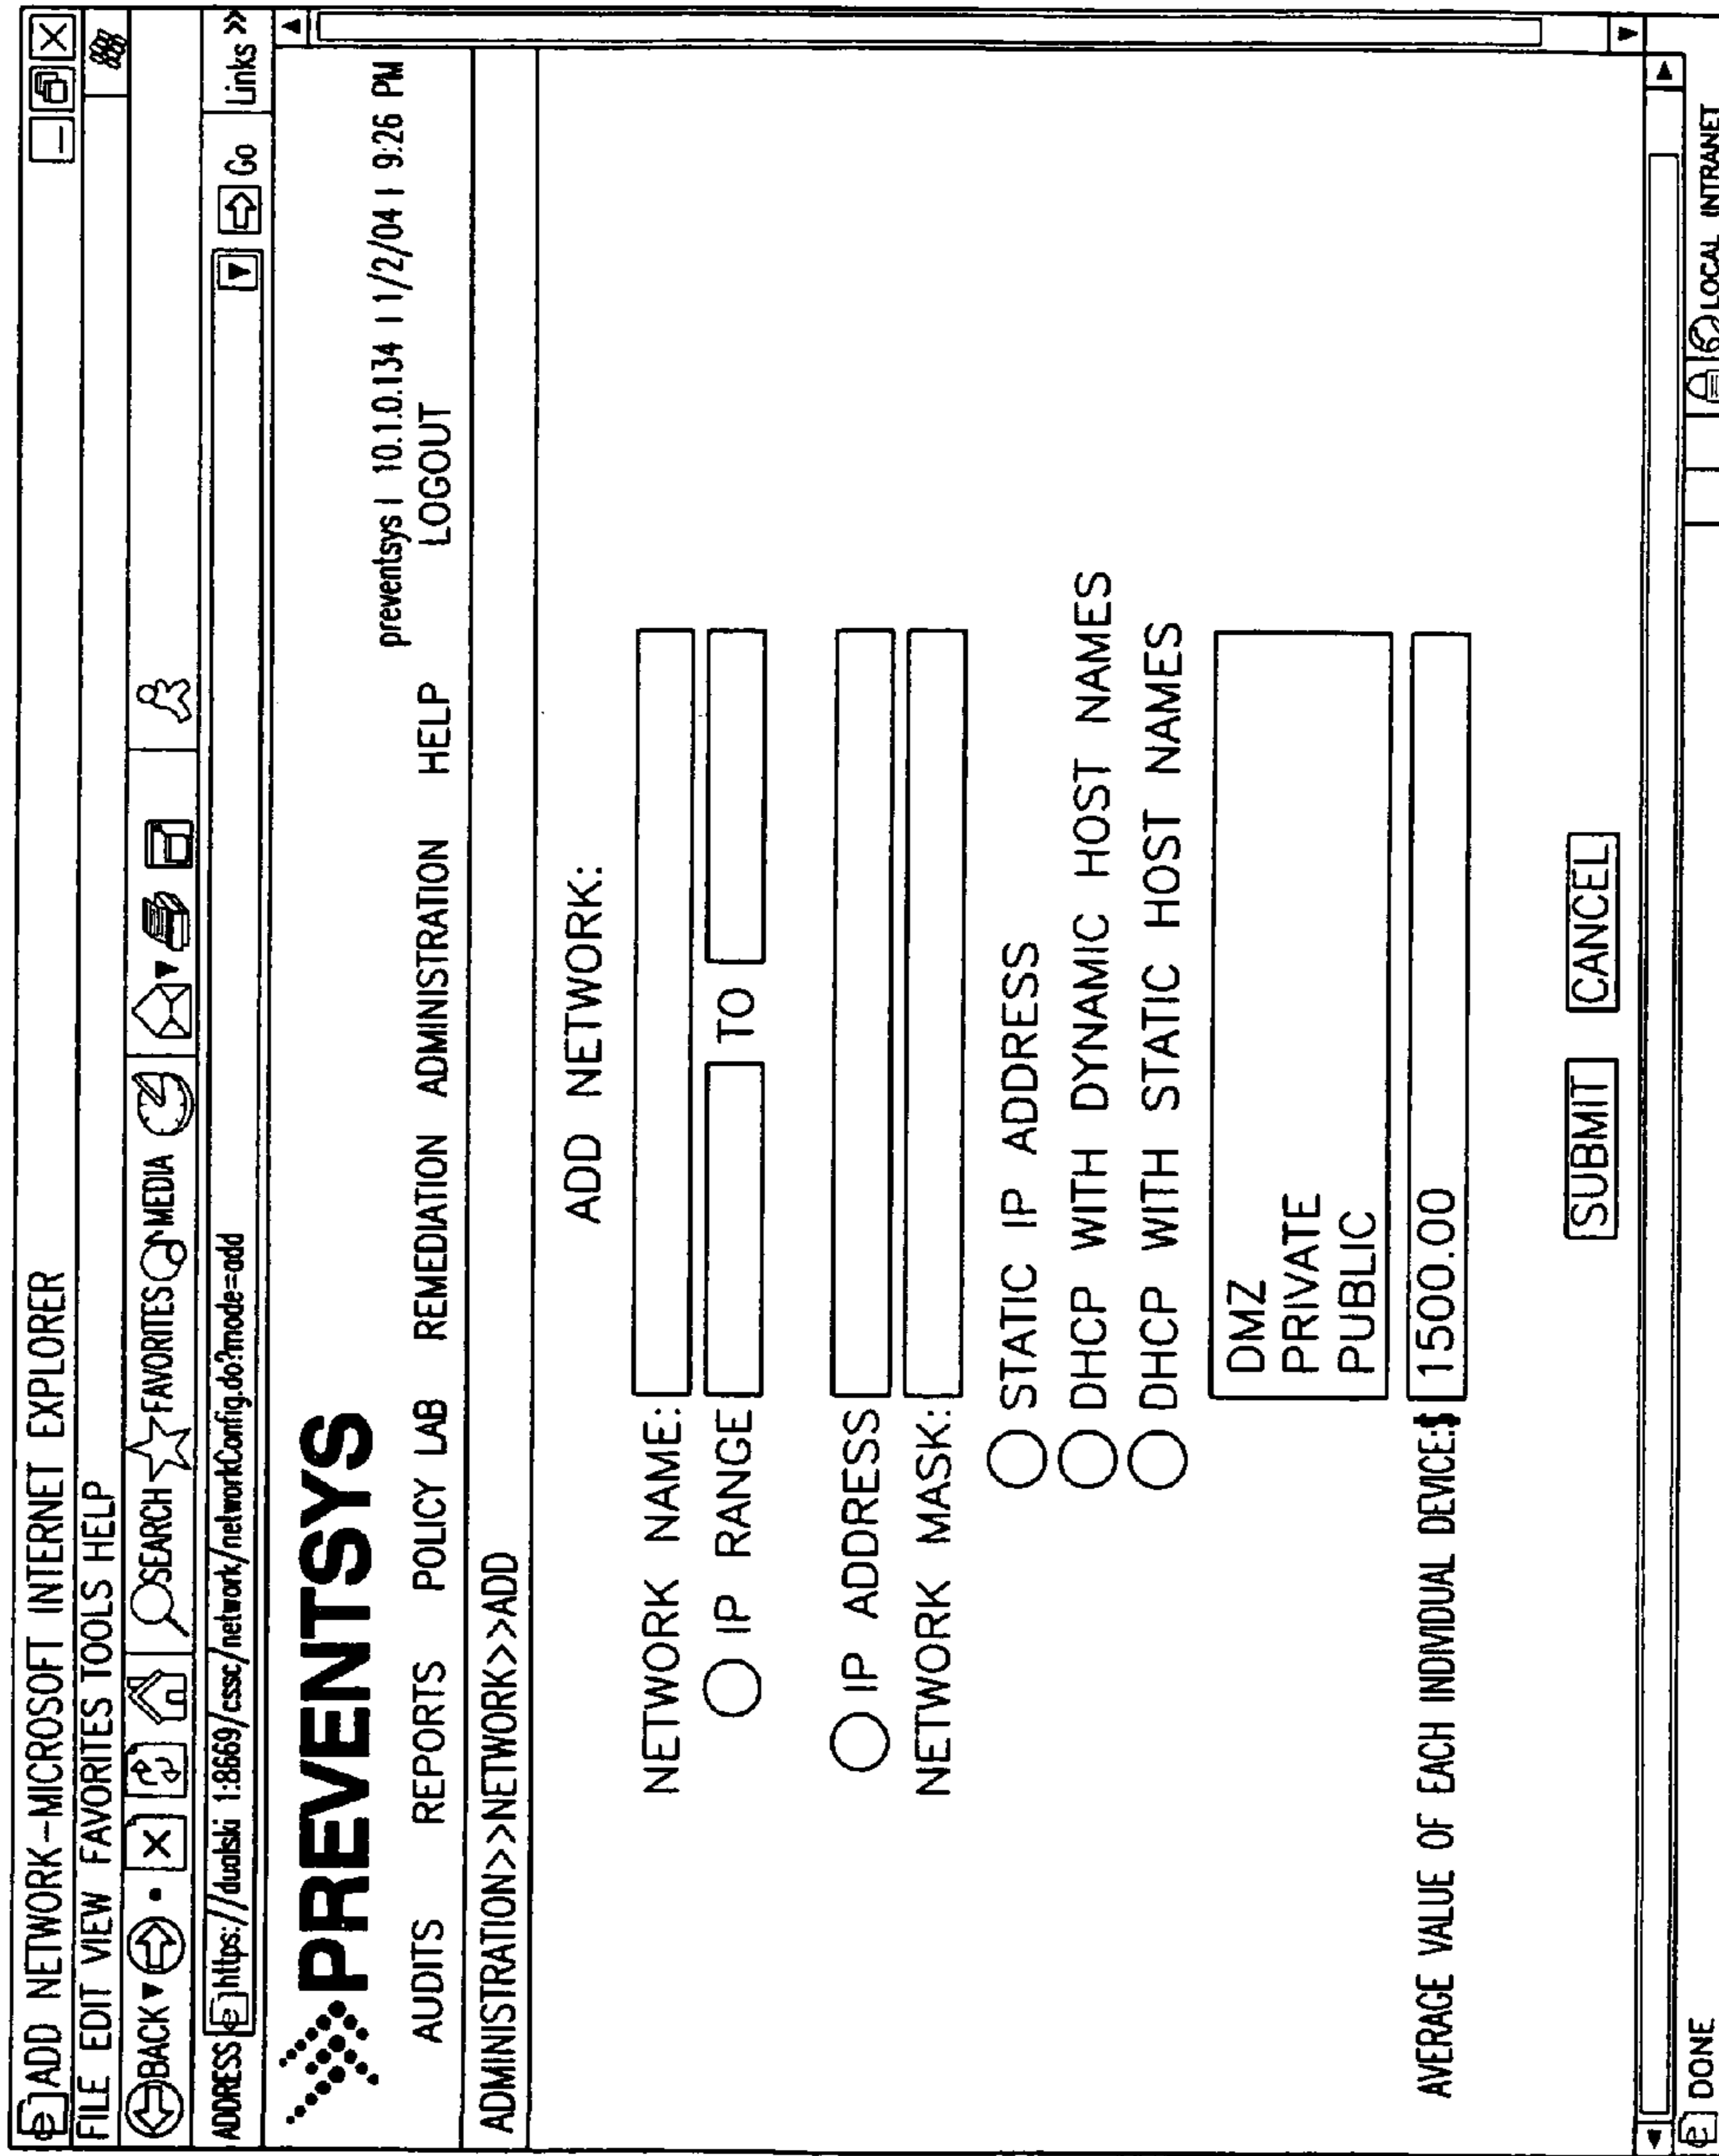 ADD NETWORK-MICROSOFT INTERNET EXPLORER
FILE EDIT VIEW FAVORITES TOOLS HELP
BACK SEARCH FAVORITES MEDIA
ADDRESS https://dualski 1:8669/cssc/network/networkConfig.do?mode=add Go Links >>
PREVENTSYS
preventsys | 10.1.0.134 | 1/2/04 | 9:26 PM
AUDITS REPORTS POLICY LAB REMEDIATION ADMINISTRATION HELP LOGOUT
ADMINISTRATION>>NETWORK>>ADD
ADD NETWORK:
NETWORK NAME:
IP RANGE TO
IP ADDRESS
NETWORK MASK:
STATIC IP ADDRESS
DHCP WITH DYNAMIC HOST NAMES
DHCP WITH STATIC HOST NAMES
DMZ
PRIVATE
PUBLIC
AVERAGE VALUE OF EACH INDIVIDUAL DEVICE:$ 1500.00
SUBMIT CANCEL
DONE LOCAL INTRANET